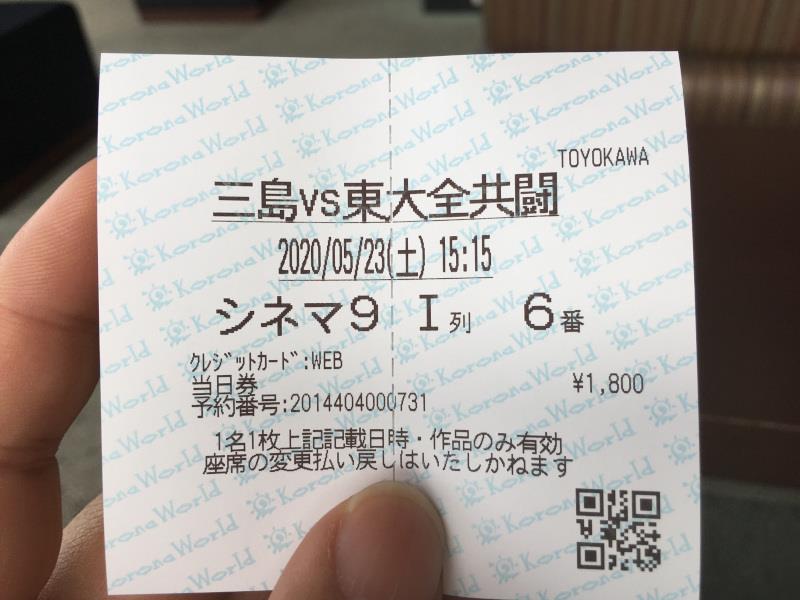 TOYOKAWA
三島vs東大全共闘
2020/05/23(土) 15:15
シネマ9 I列 6番
ｸﾚｼﾞｯﾄｶｰﾄﾞ:WEB
当日券 ¥1,800
予約番号:2014404000731
1名1枚上記記載日時・作品のみ有効
座席の変更払い戻しはいたしかねます
KoronaWorld